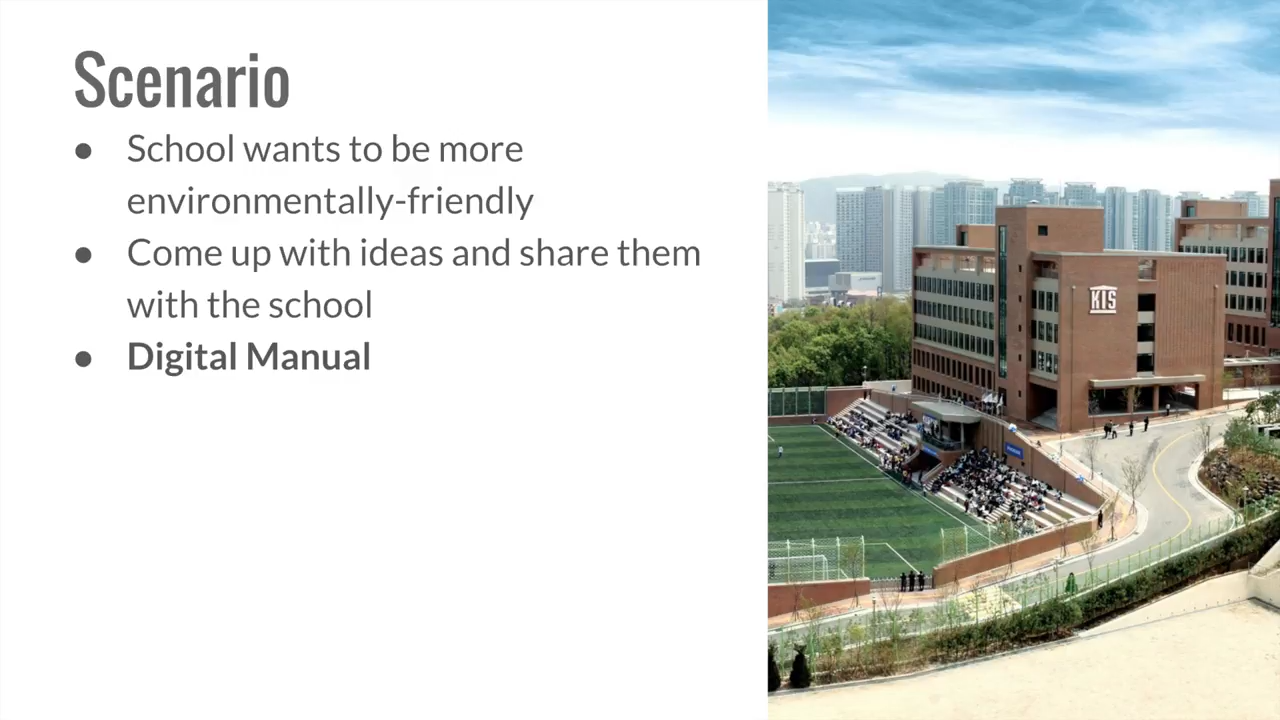 Scenario
● School wants to be more
environmentally-friendly
● Come up with ideas and share them
with the school
● Digital Manual
KIS